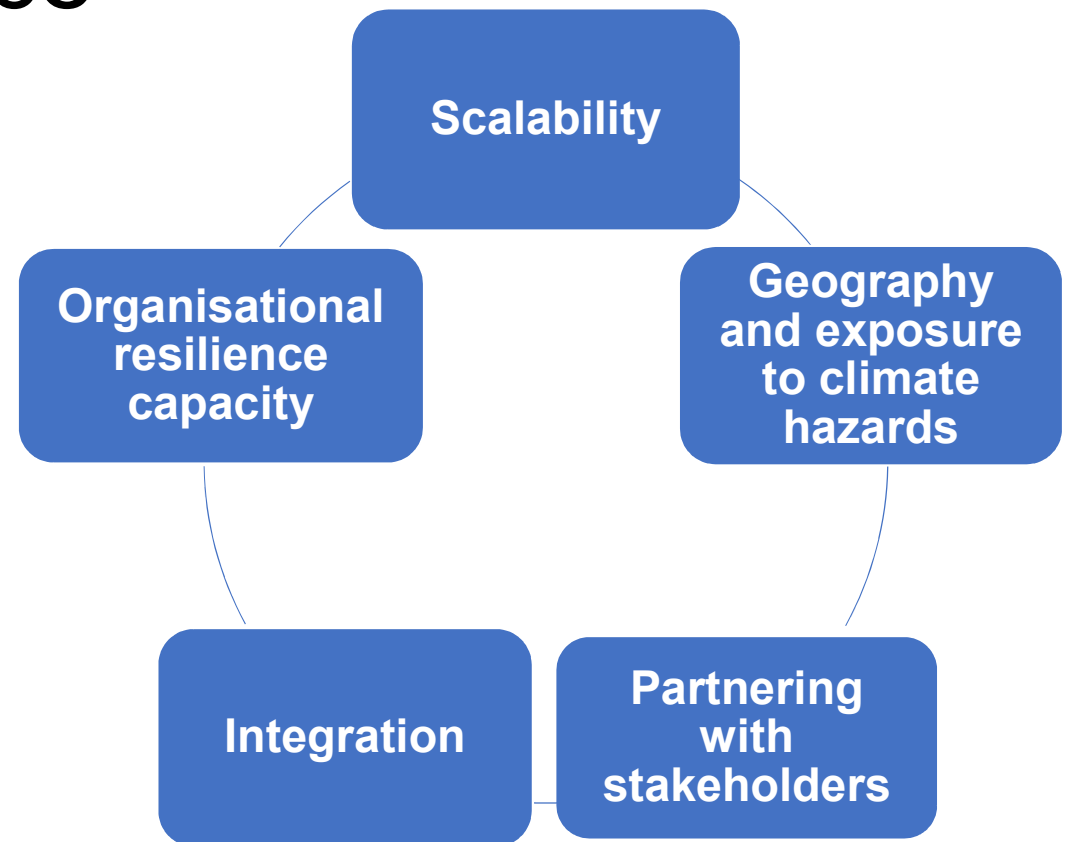 Scalability
Geography
and exposure
to climate
hazards
Partnering
with
stakeholders
Integration
Organisational
resilience
capacity